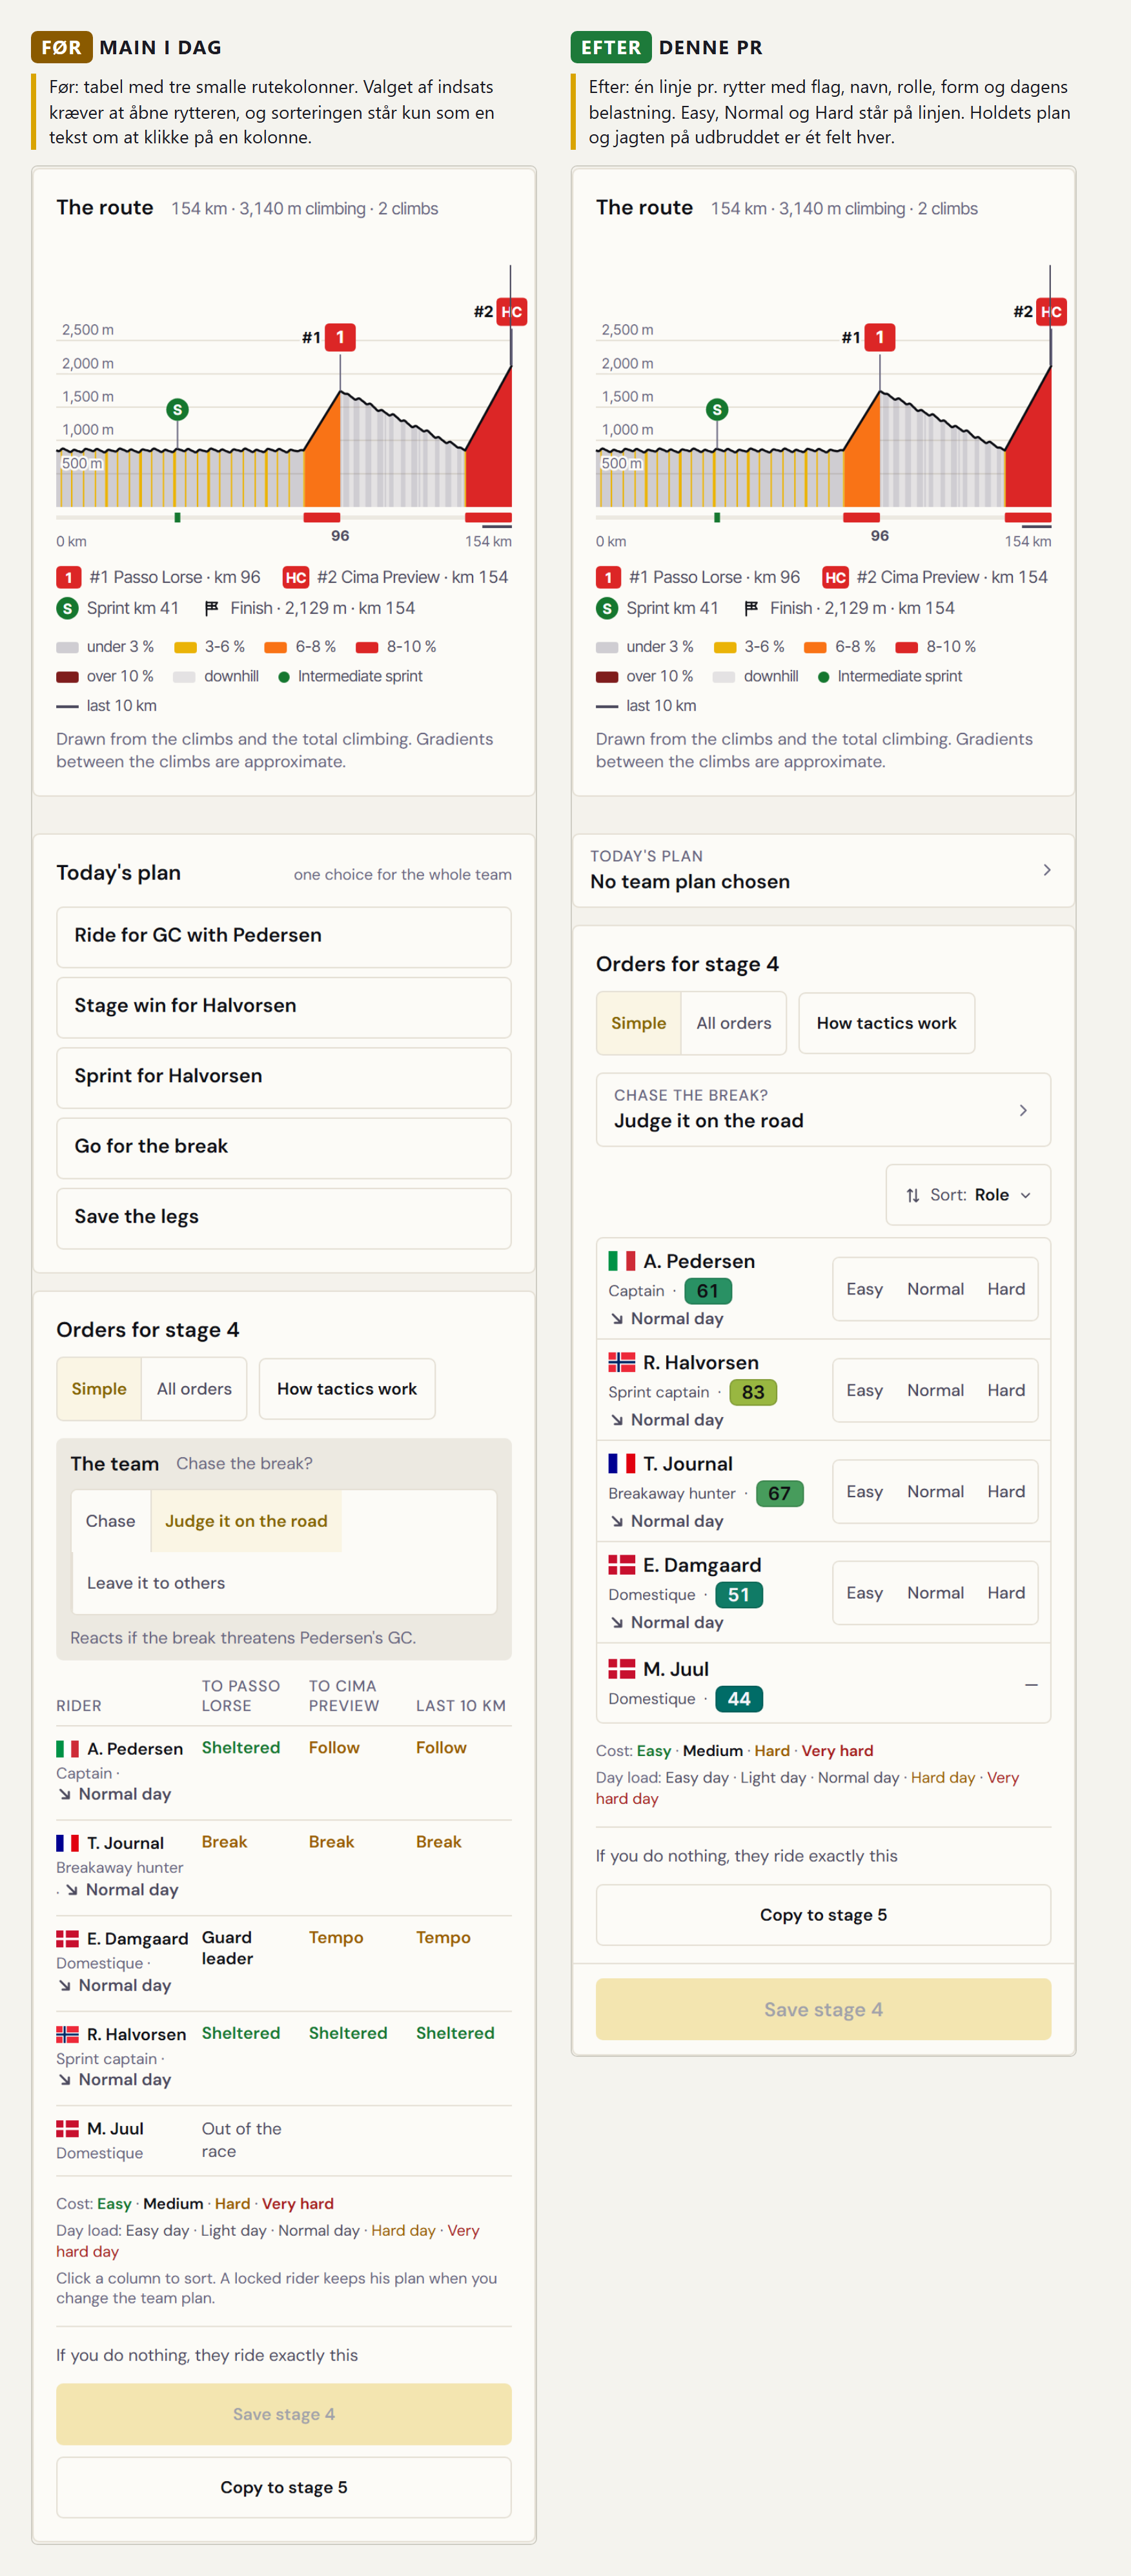 FØR MAIN I DAG
Før: tabel med tre smalle rutekolonner. Valget af indsats
kræver at åbne rytteren, og sorteringen står kun som en
tekst om at klikke på en kolonne.
The route 154 km · 3,140 m climbing · 2 climbs
#2 HC
#1 1
2,500 m
2,000 m
1,500 m
S
1,000 m
500 m
96
0 km 154 km
1 #1 Passo Lorse · km 96 HC #2 Cima Preview · km 154
S Sprint km 41 Finish · 2,129 m · km 154
under 3 % 3-6 % 6-8 % 8-10 %
over 10 % downhill Intermediate sprint
last 10 km
Drawn from the climbs and the total climbing. Gradients
between the climbs are approximate.
Today's plan one choice for the whole team
Ride for GC with Pedersen
Stage win for Halvorsen
Sprint for Halvorsen
Go for the break
Save the legs
Orders for stage 4
Simple All orders How tactics work
The team Chase the break?
Chase Judge it on the road
Leave it to others
Reacts if the break threatens Pedersen's GC.
RIDER TO PASSO LORSE TO CIMA PREVIEW LAST 10 KM
A. Pedersen Sheltered Follow Follow
Captain ·
↘ Normal day
T. Journal Break Break Break
Breakaway hunter
· ↘ Normal day
E. Damgaard Guard leader Tempo Tempo
Domestique ·
↘ Normal day
R. Halvorsen Sheltered Sheltered Sheltered
Sprint captain ·
↘ Normal day
M. Juul Out of the race
Domestique
Cost: Easy · Medium · Hard · Very hard
Day load: Easy day · Light day · Normal day · Hard day · Very
hard day
Click a column to sort. A locked rider keeps his plan when you
change the team plan.
If you do nothing, they ride exactly this
Save stage 4
Copy to stage 5
EFTER DENNE PR
Efter: én linje pr. rytter med flag, navn, rolle, form og dagens
belastning. Easy, Normal og Hard står på linjen. Holdets plan
og jagten på udbruddet er ét felt hver.
The route 154 km · 3,140 m climbing · 2 climbs
#2 HC
#1 1
2,500 m
2,000 m
1,500 m
S
1,000 m
500 m
96
0 km 154 km
1 #1 Passo Lorse · km 96 HC #2 Cima Preview · km 154
S Sprint km 41 Finish · 2,129 m · km 154
under 3 % 3-6 % 6-8 % 8-10 %
over 10 % downhill Intermediate sprint
last 10 km
Drawn from the climbs and the total climbing. Gradients
between the climbs are approximate.
TODAY'S PLAN
No team plan chosen
Orders for stage 4
Simple All orders How tactics work
CHASE THE BREAK?
Judge it on the road
Sort: Role
A. Pedersen
Captain · 61
↘ Normal day
Easy Normal Hard
R. Halvorsen
Sprint captain · 83
↘ Normal day
Easy Normal Hard
T. Journal
Breakaway hunter · 67
↘ Normal day
Easy Normal Hard
E. Damgaard
Domestique · 51
↘ Normal day
Easy Normal Hard
M. Juul
Domestique · 44
–
Cost: Easy · Medium · Hard · Very hard
Day load: Easy day · Light day · Normal day · Hard day · Very
hard day
If you do nothing, they ride exactly this
Copy to stage 5
Save stage 4